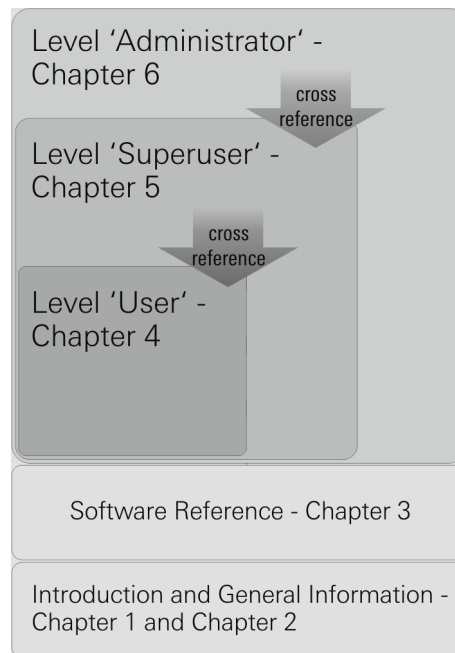 Level ‘Administrator‘ -
Chapter 6
cross
reference
Level ‘Superuser‘ -
Chapter 5
cross
reference
Level ‘User‘ -
Chapter 4
Software Reference - Chapter 3
Introduction and General Information -
Chapter 1 and Chapter 2